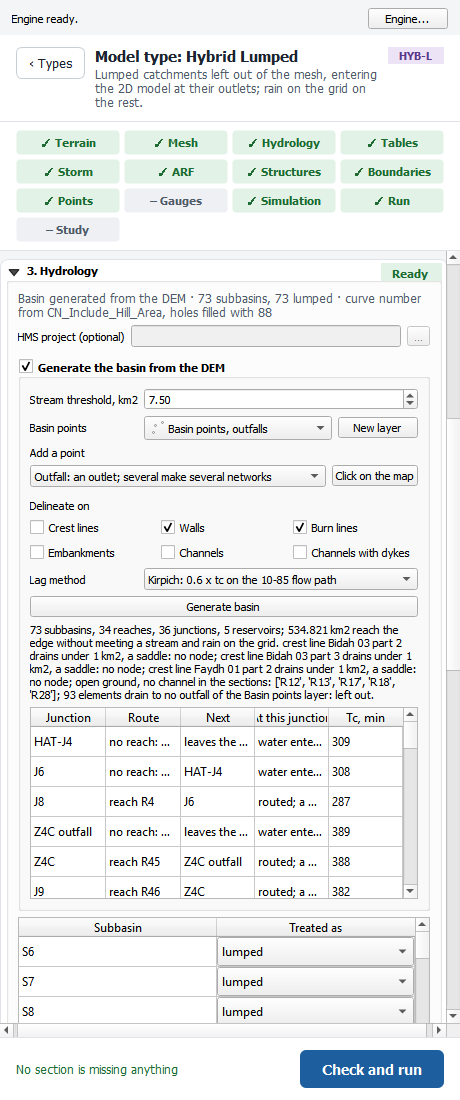 Engine ready.
Engine...
‹ Types
Model type: Hybrid Lumped
HYB-L
Lumped catchments left out of the mesh, entering
the 2D model at their outlets; rain on the grid on
the rest.
✓ Terrain
✓ Mesh
✓ Hydrology
✓ Tables
✓ Storm
✓ ARF
✓ Structures
✓ Boundaries
✓ Points
– Gauges
✓ Simulation
✓ Run
– Study
3. Hydrology
Ready
Basin generated from the DEM · 73 subbasins, 73 lumped · curve number
from CN_Include_Hill_Area, holes filled with 88
HMS project (optional)
...
Generate the basin from the DEM
Stream threshold, km2
7.50
Basin points
Basin points, outfalls
New layer
Add a point
Outfall: an outlet; several make several networks
Click on the map
Delineate on
Crest lines
Walls
Burn lines
Embankments
Channels
Channels with dykes
Lag method
Kirpich: 0.6 x tc on the 10-85 flow path
Generate basin
73 subbasins, 34 reaches, 36 junctions, 5 reservoirs; 534.821 km2 reach the
edge without meeting a stream and rain on the grid. crest line Bidah 03 part 2
drains under 1 km2, a saddle: no node; crest line Bidah 03 part 3 drains under 1
km2, a saddle: no node; crest line Faydh 01 part 2 drains under 1 km2, a saddle:
no node; open ground, no channel in the sections: ['R12', 'R13', 'R17', 'R18',
'R28']; 93 elements drain to no outfall of the Basin points layer: left out.
Junction Route Next At this junction Tc, min
HAT-J4 no reach: ... leaves the ... water ente... 309
J6 no reach: ... HAT-J4 water ente... 308
J8 reach R4 J6 routed; a ... 287
Z4C outfall no reach: ... leaves the ... water ente... 389
Z4C reach R45 Z4C outfall routed; a ... 388
J9 reach R46 Z4C routed; a ... 382
Subbasin Treated as
S6 lumped
S7 lumped
S8 lumped
No section is missing anything
Check and run